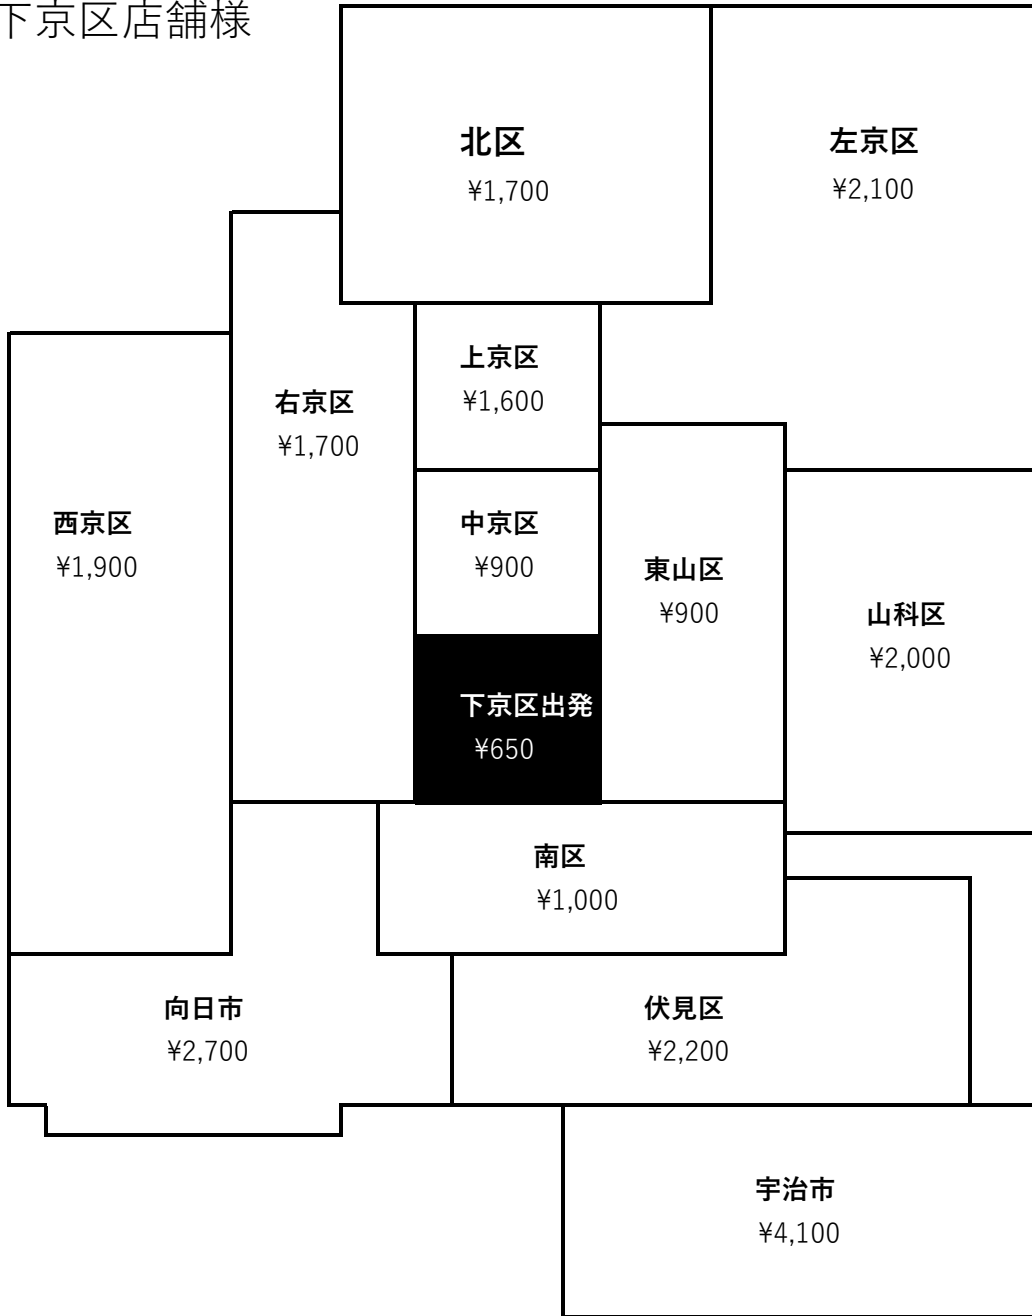 下京区店舗様
北区
¥1,700
左京区
¥2,100
上京区
¥1,600
右京区
¥1,700
西京区
¥1,900
中京区
¥900
東山区
¥900
山科区
¥2,000
下京区出発
¥650
南区
¥1,000
向日市
¥2,700
伏見区
¥2,200
宇治市
¥4,100